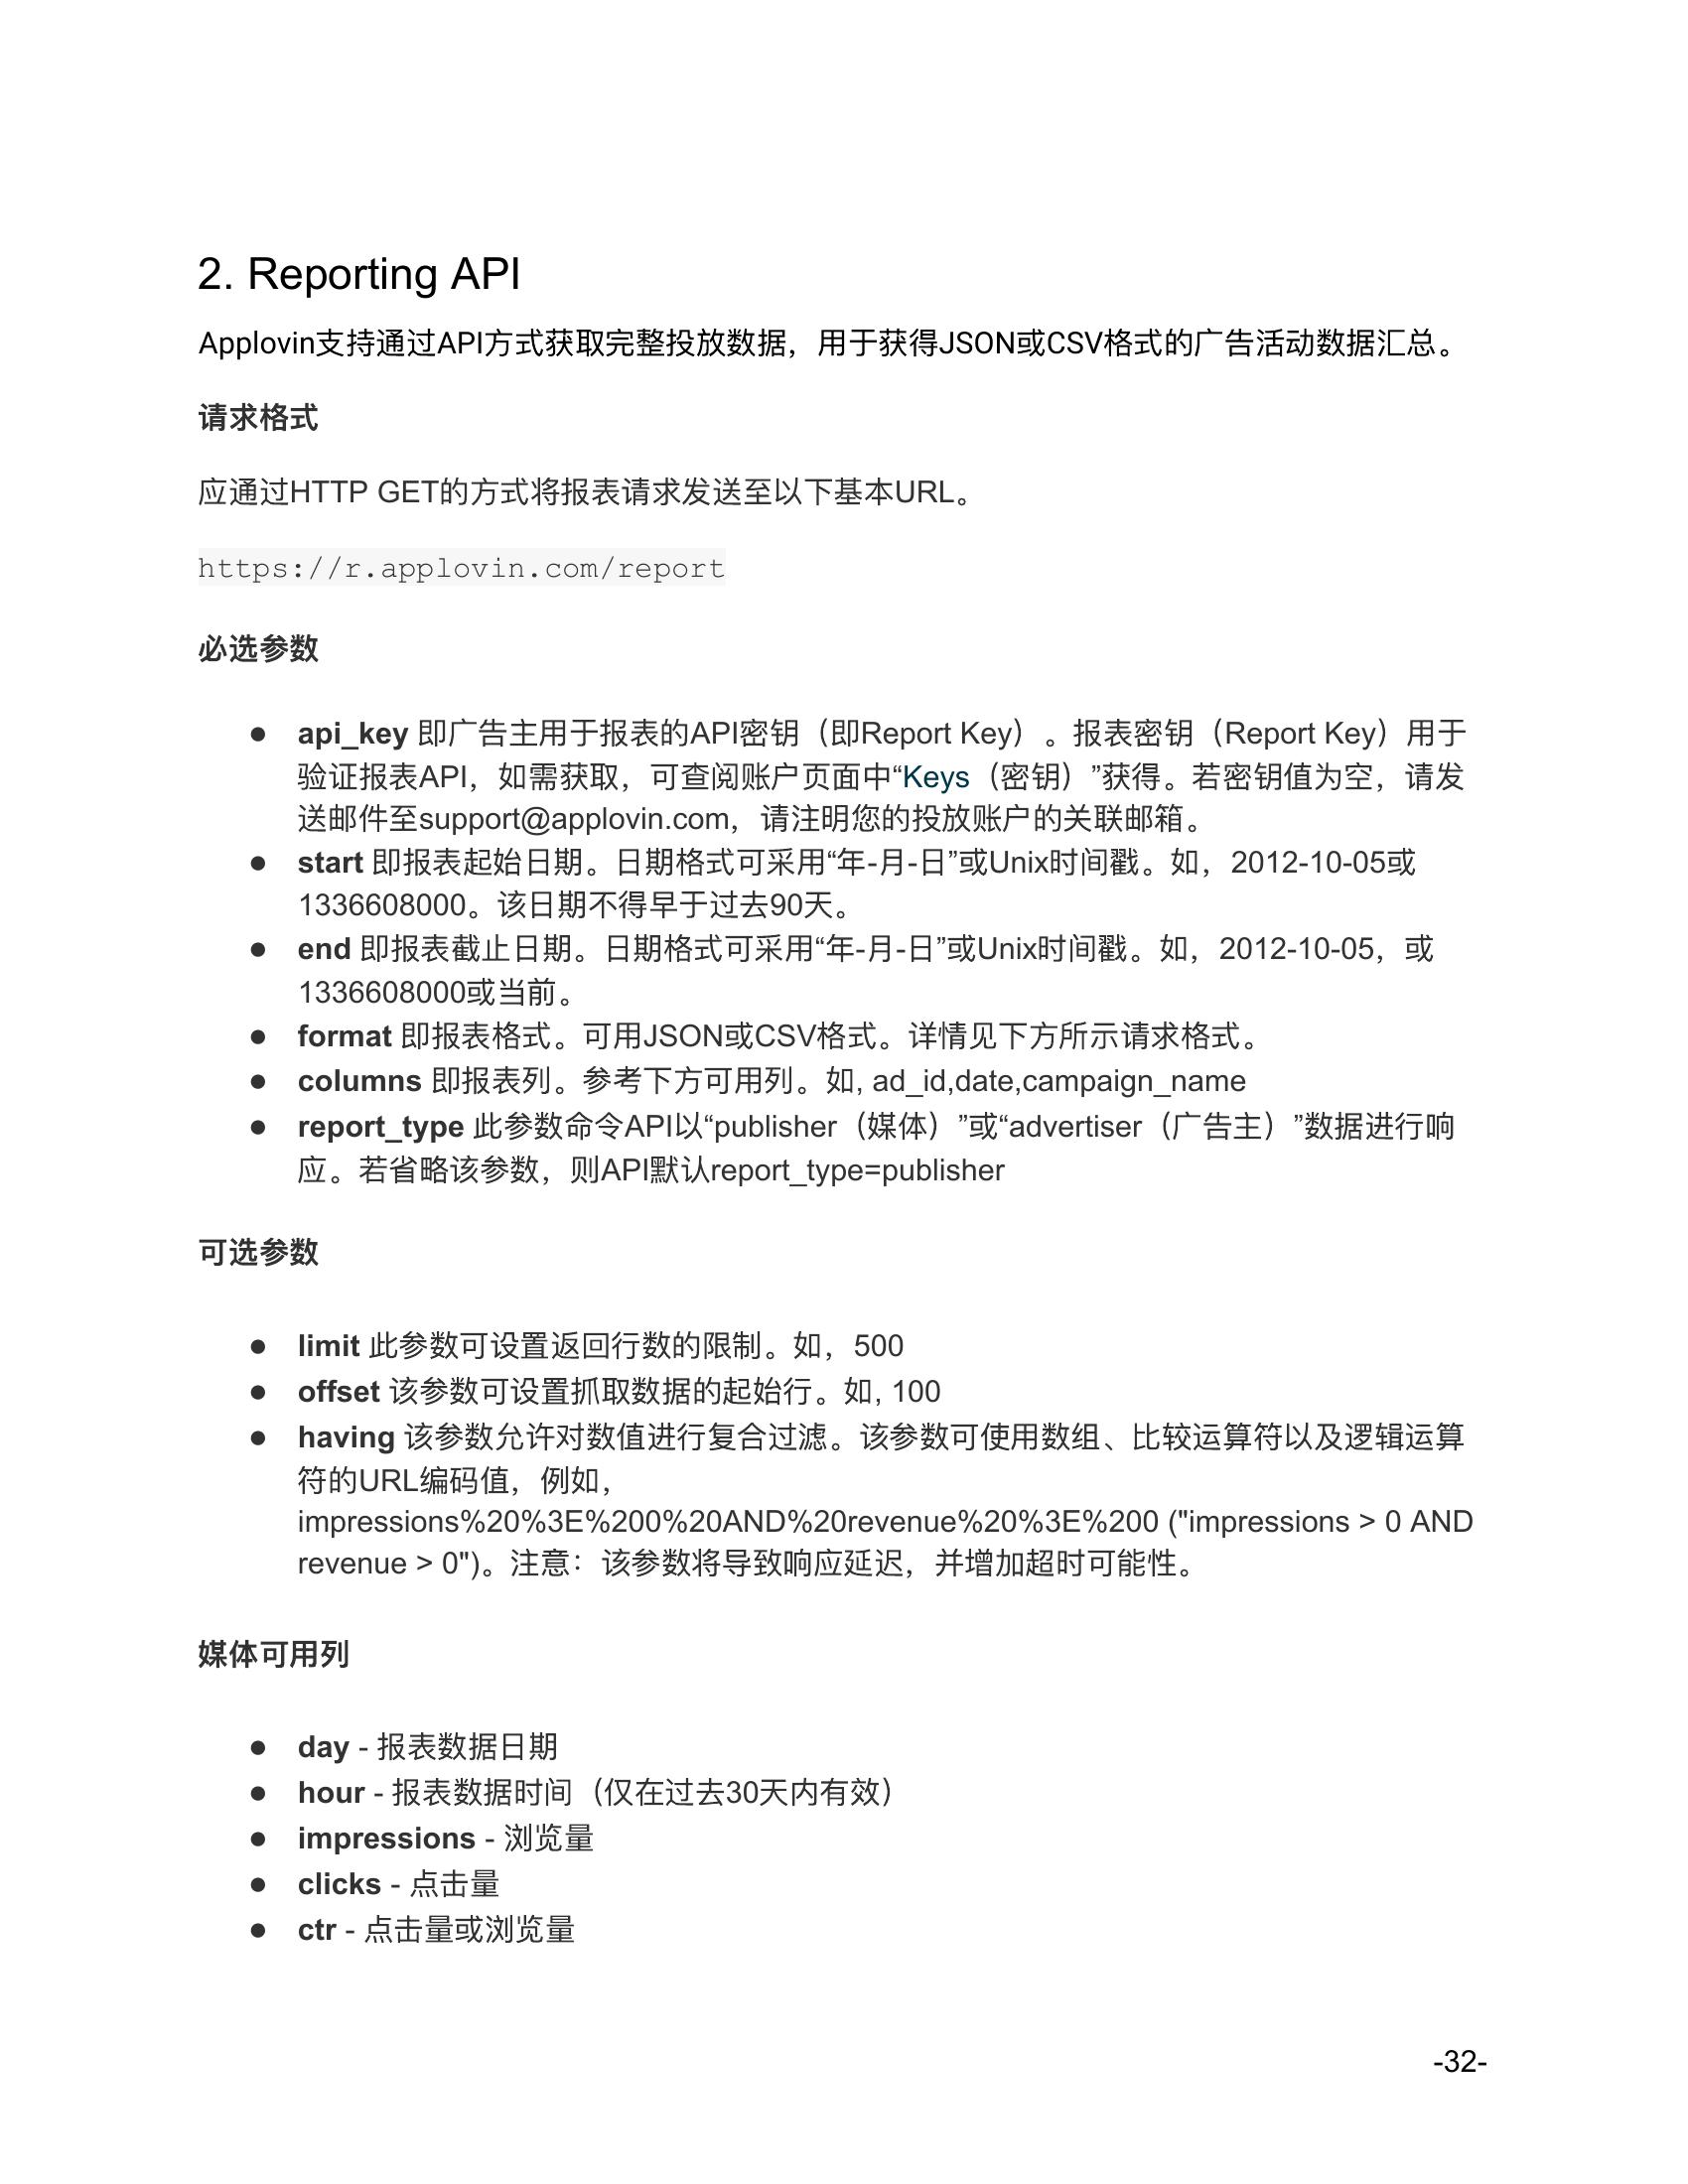 2. Reporting API
Applovin支持通过API方式获取完整投放数据，用于获得JSON或CSV格式的广告活动数据汇总。
请求格式
应通过HTTP GET的方式将报表请求发送至以下基本URL。
https://r.applovin.com/report
必选参数
● api_key 即广告主用于报表的API密钥（即Report Key）。报表密钥（Report Key）用于
验证报表API，如需获取，可查阅账户页面中“Keys（密钥）”获得。若密钥值为空，请发
送邮件至support@applovin.com，请注明您的投放账户的关联邮箱。
● start 即报表起始日期。日期格式可采用“年-月-日”或Unix时间戳。如，2012-10-05或
1336608000。该日期不得早于过去90天。
● end 即报表截止日期。日期格式可采用“年-月-日”或Unix时间戳。如，2012-10-05，或
1336608000或当前。
● format 即报表格式。可用JSON或CSV格式。详情见下方所示请求格式。
● columns 即报表列。参考下方可用列。如, ad_id,date,campaign_name
● report_type 此参数命令API以“publisher（媒体）”或“advertiser（广告主）”数据进行响
应。若省略该参数，则API默认report_type=publisher
可选参数
● limit 此参数可设置返回行数的限制。如，500
● offset 该参数可设置抓取数据的起始行。如, 100
● having 该参数允许对数值进行复合过滤。该参数可使用数组、比较运算符以及逻辑运算
符的URL编码值，例如，
impressions%20%3E%200%20AND%20revenue%20%3E%200 ("impressions > 0 AND
revenue > 0")。注意：该参数将导致响应延迟，并增加超时可能性。
媒体可用列
● day - 报表数据日期
● hour - 报表数据时间（仅在过去30天内有效）
● impressions - 浏览量
● clicks - 点击量
● ctr - 点击量或浏览量
-32-